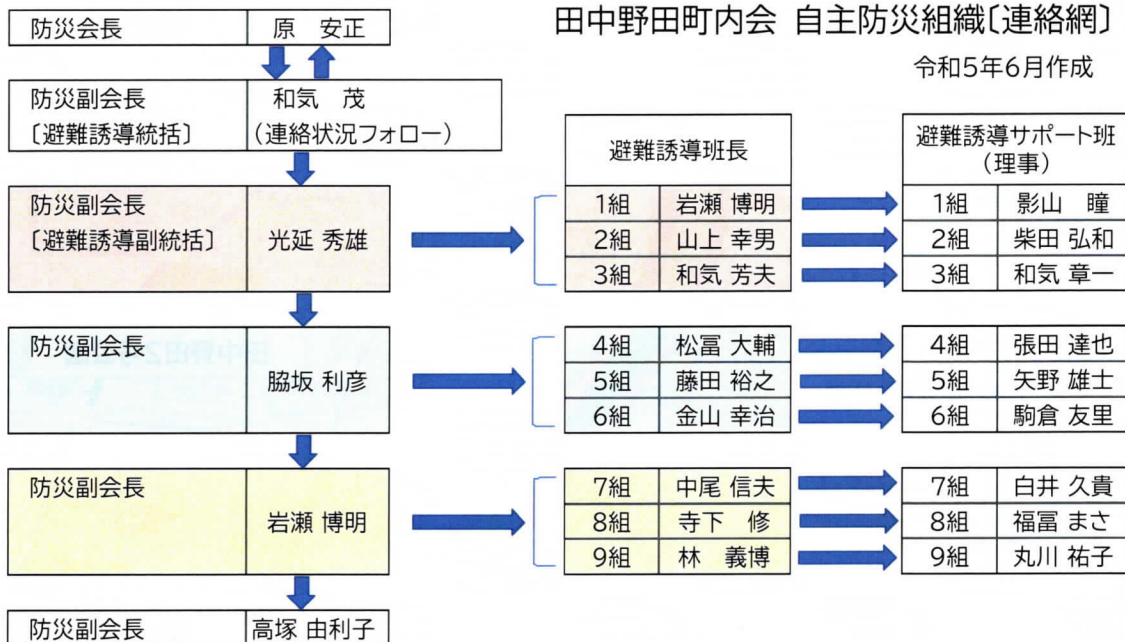 田中野田町内会 自主防災組織〔連絡網〕
令和5年6月作成
防災会長 原 安正
防災副会長 和気 茂
〔避難誘導統括〕 (連絡状況フォロー)
防災副会長
〔避難誘導副統括〕 光延 秀雄
防災副会長
脇坂 利彦
防災副会長
岩瀬 博明
防災副会長 高塚 由利子
避難誘導班長
1組 岩瀬 博明
2組 山上 幸男
3組 和気 芳夫
4組 松冨 大輔
5組 藤田 裕之
6組 金山 幸治
7組 中尾 信夫
8組 寺下 修
9組 林 義博
避難誘導サポート班
(理事)
1組 影山 瞳
2組 柴田 弘和
3組 和気 章一
4組 張田 達也
5組 矢野 雄士
6組 駒倉 友里
7組 白井 久貴
8組 福冨 まさ
9組 丸川 祐子